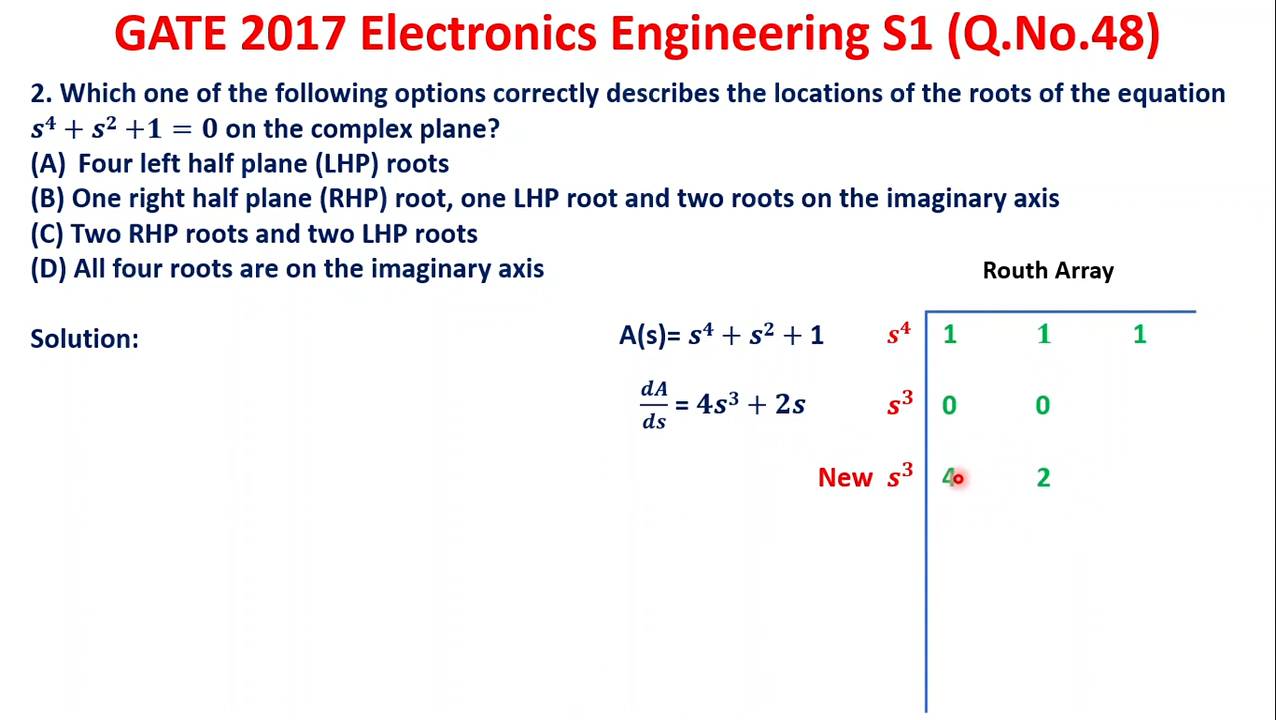 GATE 2017 Electronics Engineering S1 (Q.No.48)
2. Which one of the following options correctly describes the locations of the roots of the equation
s⁴ + s² +1 = 0 on the complex plane?
(A) Four left half plane (LHP) roots
(B) One right half plane (RHP) root, one LHP root and two roots on the imaginary axis
(C) Two RHP roots and two LHP roots
(D) All four roots are on the imaginary axis
Routh Array
Solution:
A(s)= s⁴ + s² + 1
s⁴ 1 1 1
dA/ds = 4s³ + 2s
s³ 0 0
New s³ 4 2